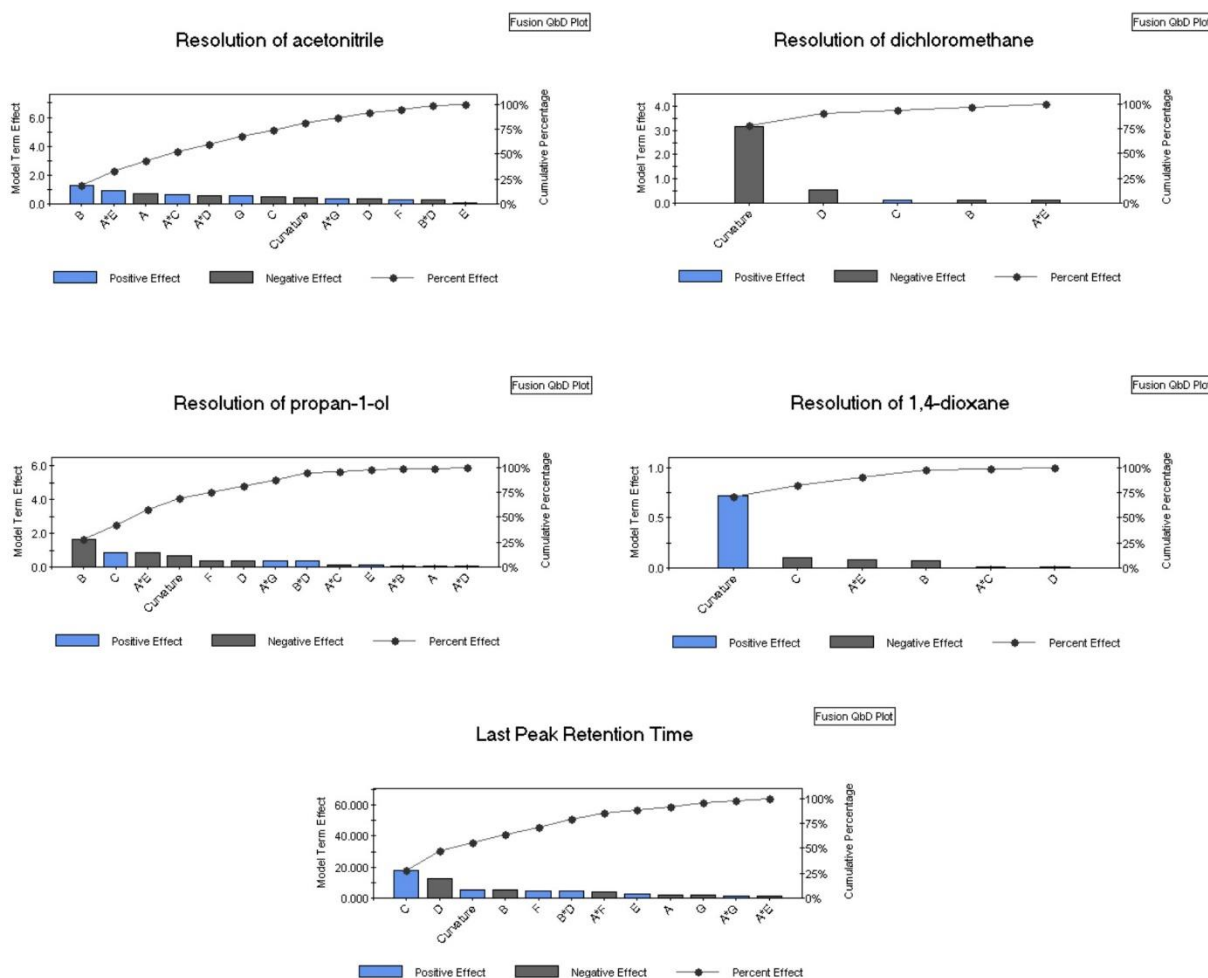 Fusion QbD Plot
Resolution of acetonitrile
Model Term Effect
6.0
4.0
2.0
0.0
100%
75%
50%
25%
0%
Cumulative Percentage
B A*E A A*C A*D G C Curvature A*G D F B*D E
Positive Effect Negative Effect Percent Effect
Fusion QbD Plot
Resolution of dichloromethane
Model Term Effect
4.0
3.0
2.0
1.0
0.0
100%
75%
50%
25%
0%
Cumulative Percentage
Curvature D C B A*E
Positive Effect Negative Effect Percent Effect
Fusion QbD Plot
Resolution of propan-1-ol
Model Term Effect
6.0
4.0
2.0
0.0
100%
75%
50%
25%
0%
Cumulative Percentage
B C A*E Curvature F D A*G B*D A*C E A*B A A*D
Positive Effect Negative Effect Percent Effect
Fusion QbD Plot
Resolution of 1,4-dioxane
Model Term Effect
1.0
0.5
0.0
100%
75%
50%
25%
0%
Cumulative Percentage
Curvature C A*E B A*C D
Positive Effect Negative Effect Percent Effect
Fusion QbD Plot
Last Peak Retention Time
Model Term Effect
60.000
40.000
20.000
0.000
100%
75%
50%
25%
0%
Cumulative Percentage
C D Curvature B F B*D A*F E A G A*G A*E
Positive Effect Negative Effect Percent Effect